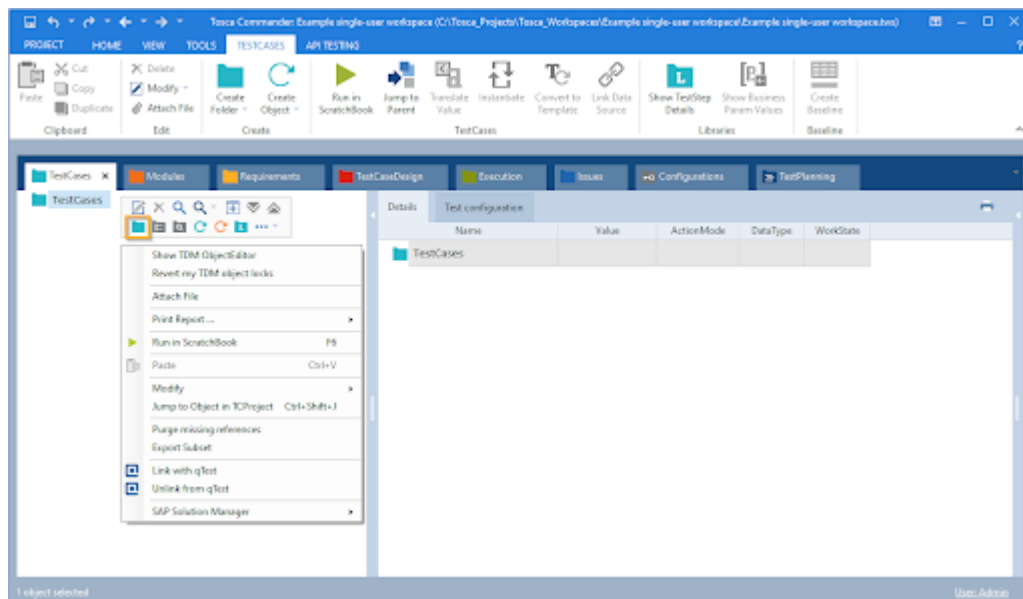 Tosca Commander: Example single-user workspace (C:\Tosca_Projects\Tosca_Workspaces\Example single-user workspace\Example single-user workspace.tws)
PROJECT HOME VIEW TOOLS TESTCASES API TESTING ?
Paste Cut Copy Duplicate
Clipboard
Delete Modify Attach File
Edit
Create Folder Create Object
Create
Run in ScratchBook Jump to Parent Translate Value Instantiate Convert to Template Link Data Source
TestCases
Show TestStep Details Show Business Param Values
Libraries
Create Baseline
Baseline
TestCases Modules Requirements TestCaseDesign Execution Issues Configurations TestPlanning
TestCases
Details Test configuration
Name Value ActionMode DataType WorkState
TestCases
Show TDM ObjectEditor
Revert my TDM object locks
Attach File
Print Report ...
Run in ScratchBook F6
Paste Ctrl+V
Modify
Jump to Object in TCProject Ctrl+Shift+J
Purge missing references
Export Subset
Link with qTest
Unlink from qTest
SAP Solution Manager
1 object selected
User: Admin